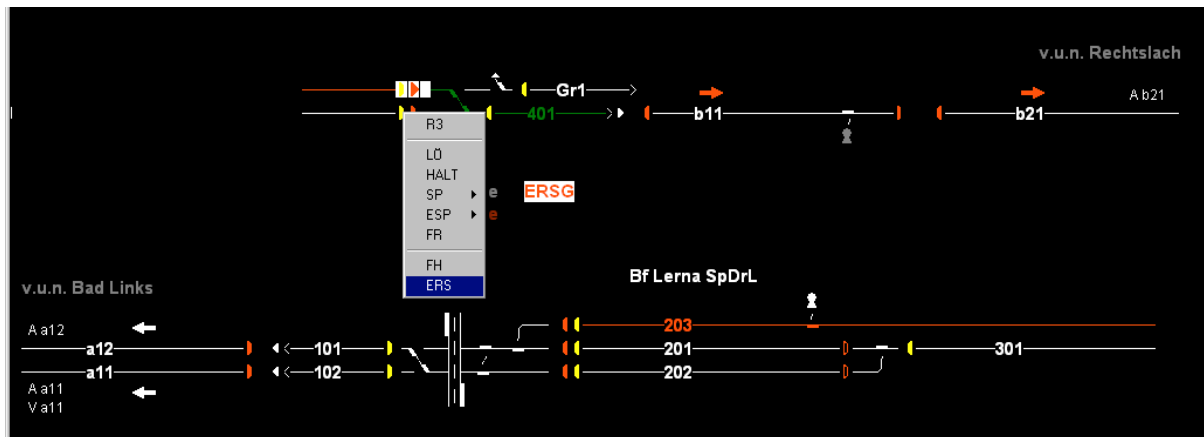 v.u.n. Rechtslach
Gr1
A b21
401
b11
b21
R3
LÖ
HALT
SP e ERSG
ESP e
FR
FH
ERS
Bf Lerna SpDrL
v.u.n. Bad Links
A a12
203
a12 101 201 301
a11 102 202
A a11
V a11